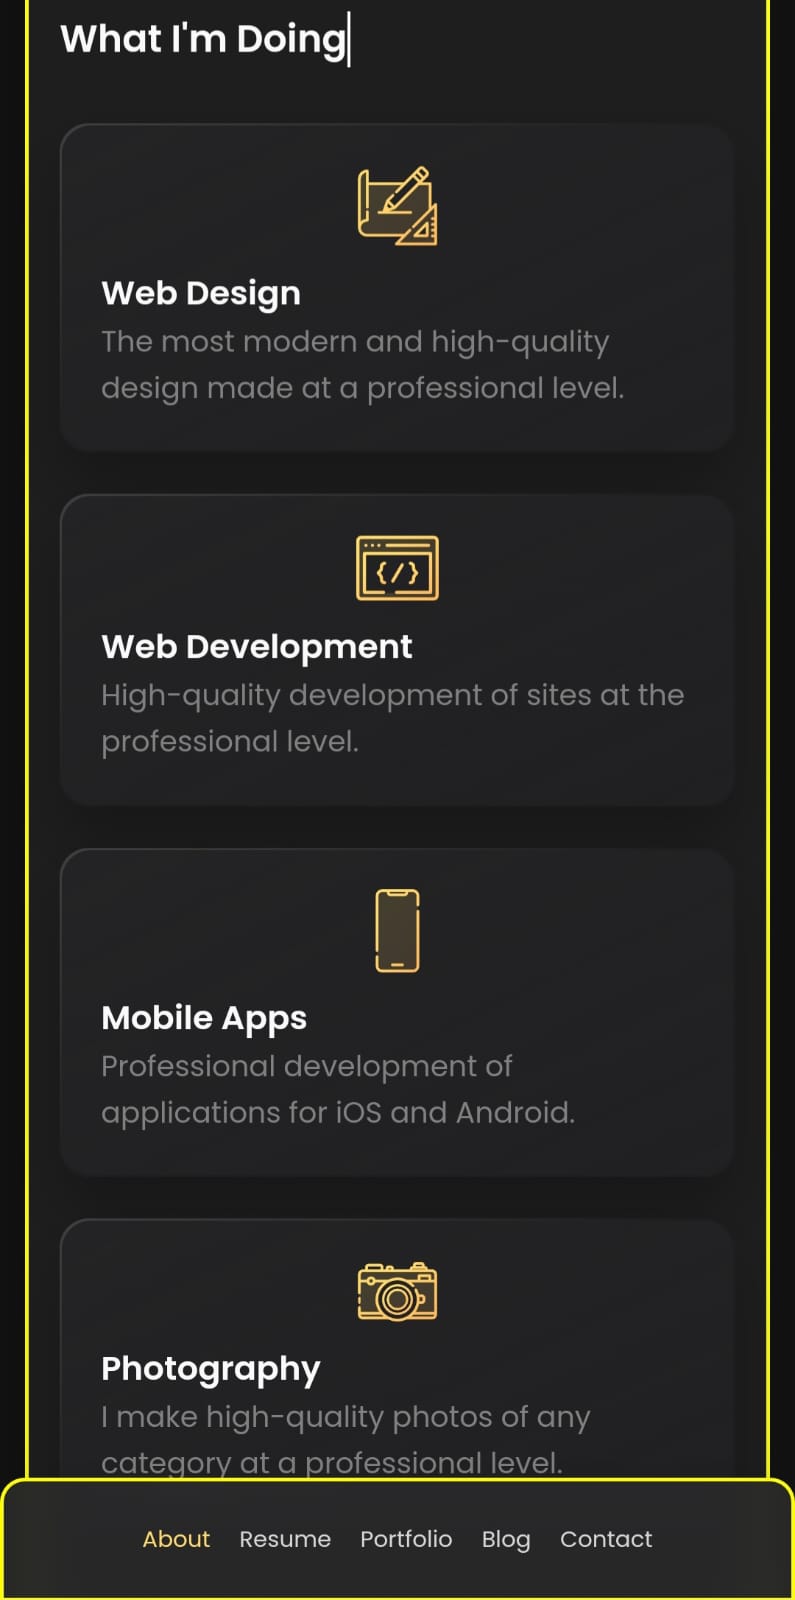 What I'm Doing
Web Design
The most modern and high-quality
design made at a professional level.
{/}
Web Development
High-quality development of sites at the
professional level.
Mobile Apps
Professional development of
applications for iOS and Android.
Photography
I make high-quality photos of any
category at a professional level.
About Resume Portfolio Blog Contact